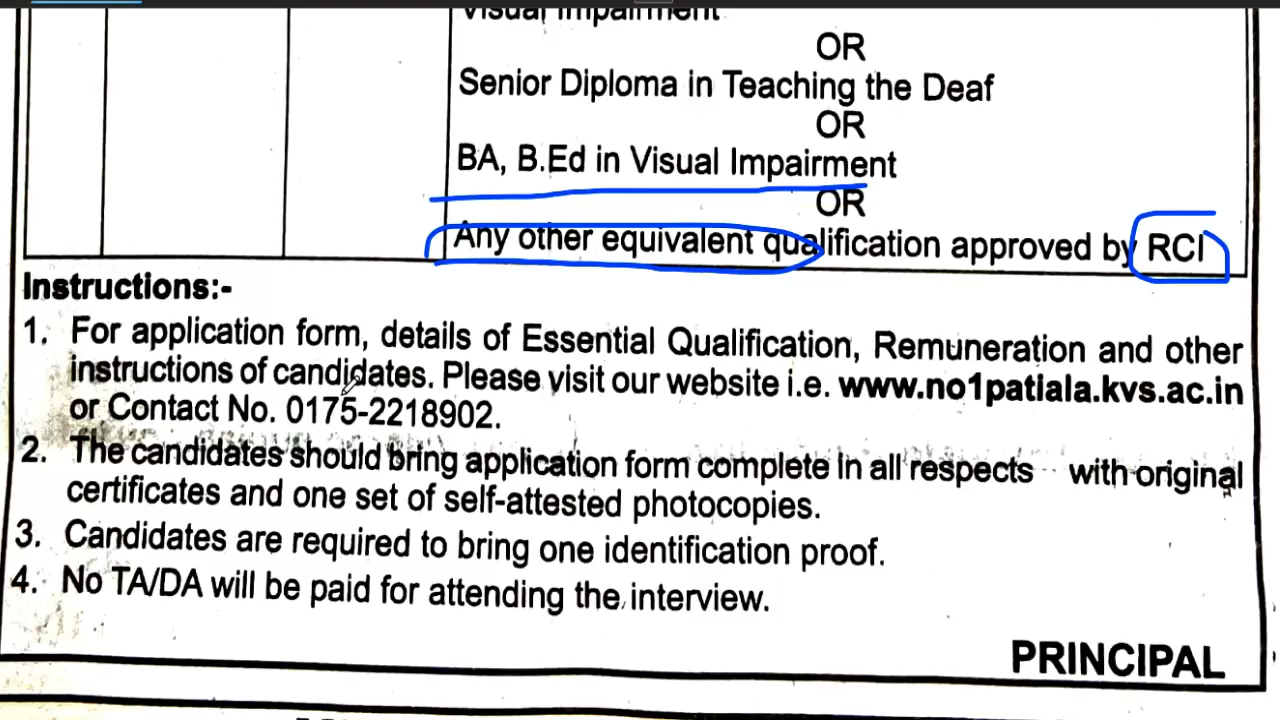 Visual Impairment
OR
Senior Diploma in Teaching the Deaf
OR
BA, B.Ed in Visual Impairment
OR
Any other equivalent qualification approved by RCI
Instructions:-
1. For application form, details of Essential Qualification, Remuneration and other
instructions of candidates. Please visit our website i.e. www.no1patiala.kvs.ac.in
or Contact No. 0175-2218902.
2. The candidates should bring application form complete in all respects with original
certificates and one set of self-attested photocopies.
3. Candidates are required to bring one identification proof.
4. No TA/DA will be paid for attending the interview.
PRINCIPAL